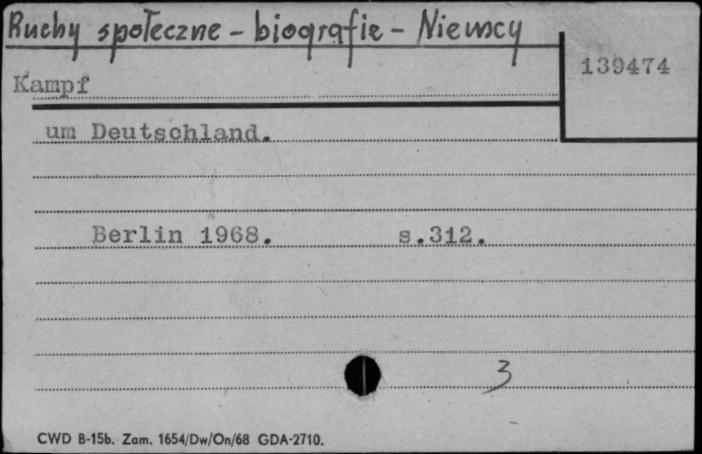 Ruchy społeczne - biografie - Niemcy
139474
Kampf
um Deutschland.
Berlin 1968. s.312.
3
CWD B-15b. Zam. 1654/Dw/On/68 GDA-2710.